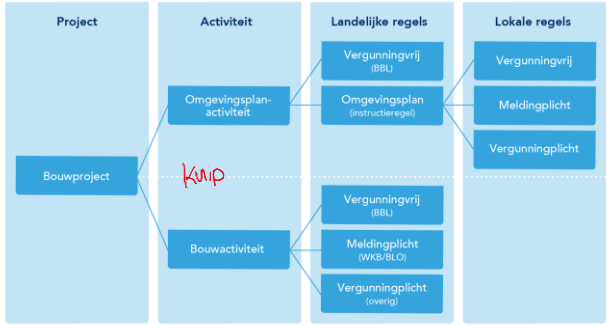 Project
Activiteit
Landelijke regels
Lokale regels
Vergunningvrij
(BBL)
Vergunningvrij
Omgevingsplan-
activiteit
Omgevingsplan
(instructieregel)
Meldingplicht
Vergunningplicht
Bouwproject
Knip
Vergunningvrij
(BBL)
Bouwactiviteit
Meldingplicht
(WKB/BLO)
Vergunningplicht
(overig)